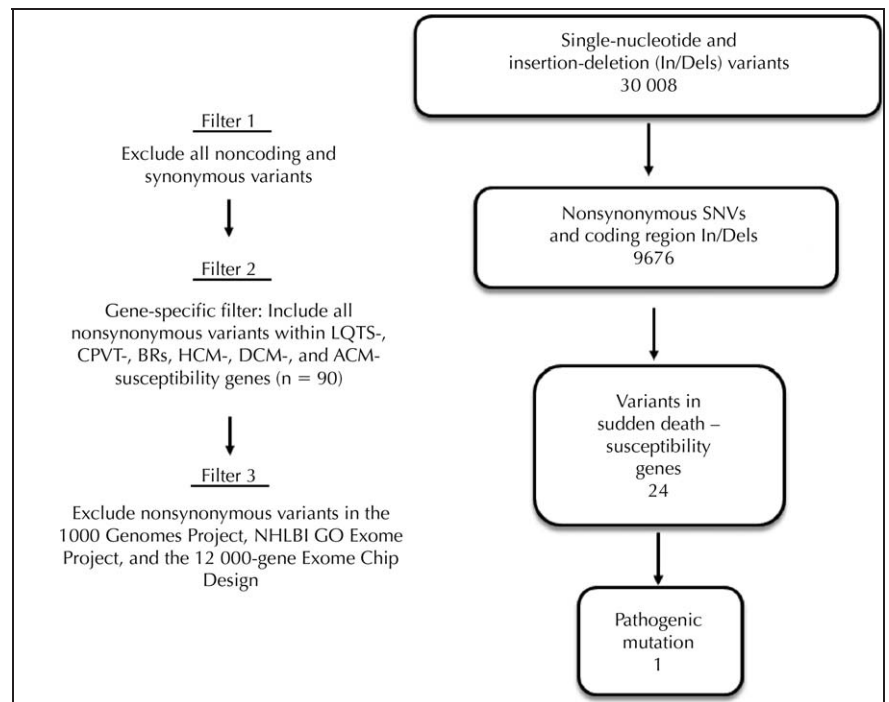 Filter 1
Exclude all noncoding and
synonymous variants
Filter 2
Gene-specific filter: Include all
nonsynonymous variants within LQTS-,
CPVT-, BRs, HCM-, DCM-, and ACM-
susceptibility genes (n = 90)
Filter 3
Exclude nonsynonymous variants in the
1000 Genomes Project, NHLBI GO Exome
Project, and the 12 000-gene Exome Chip
Design
Single-nucleotide and
insertion-deletion (In/Dels) variants
30 008
Nonsynonymous SNVs
and coding region In/Dels
9676
Variants in
sudden death –
susceptibility
genes
24
Pathogenic
mutation
1